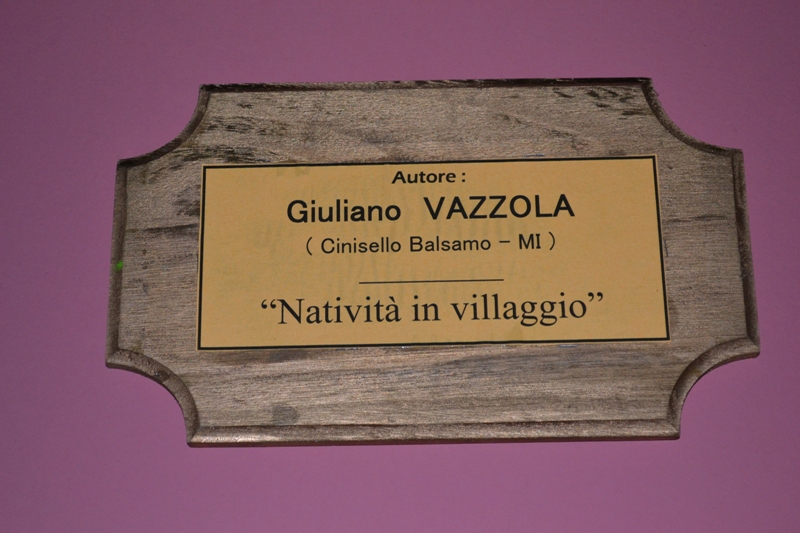 Autore :
Giuliano VAZZOLA
( Cinisello Balsamo - MI )
“Natività in villaggio”